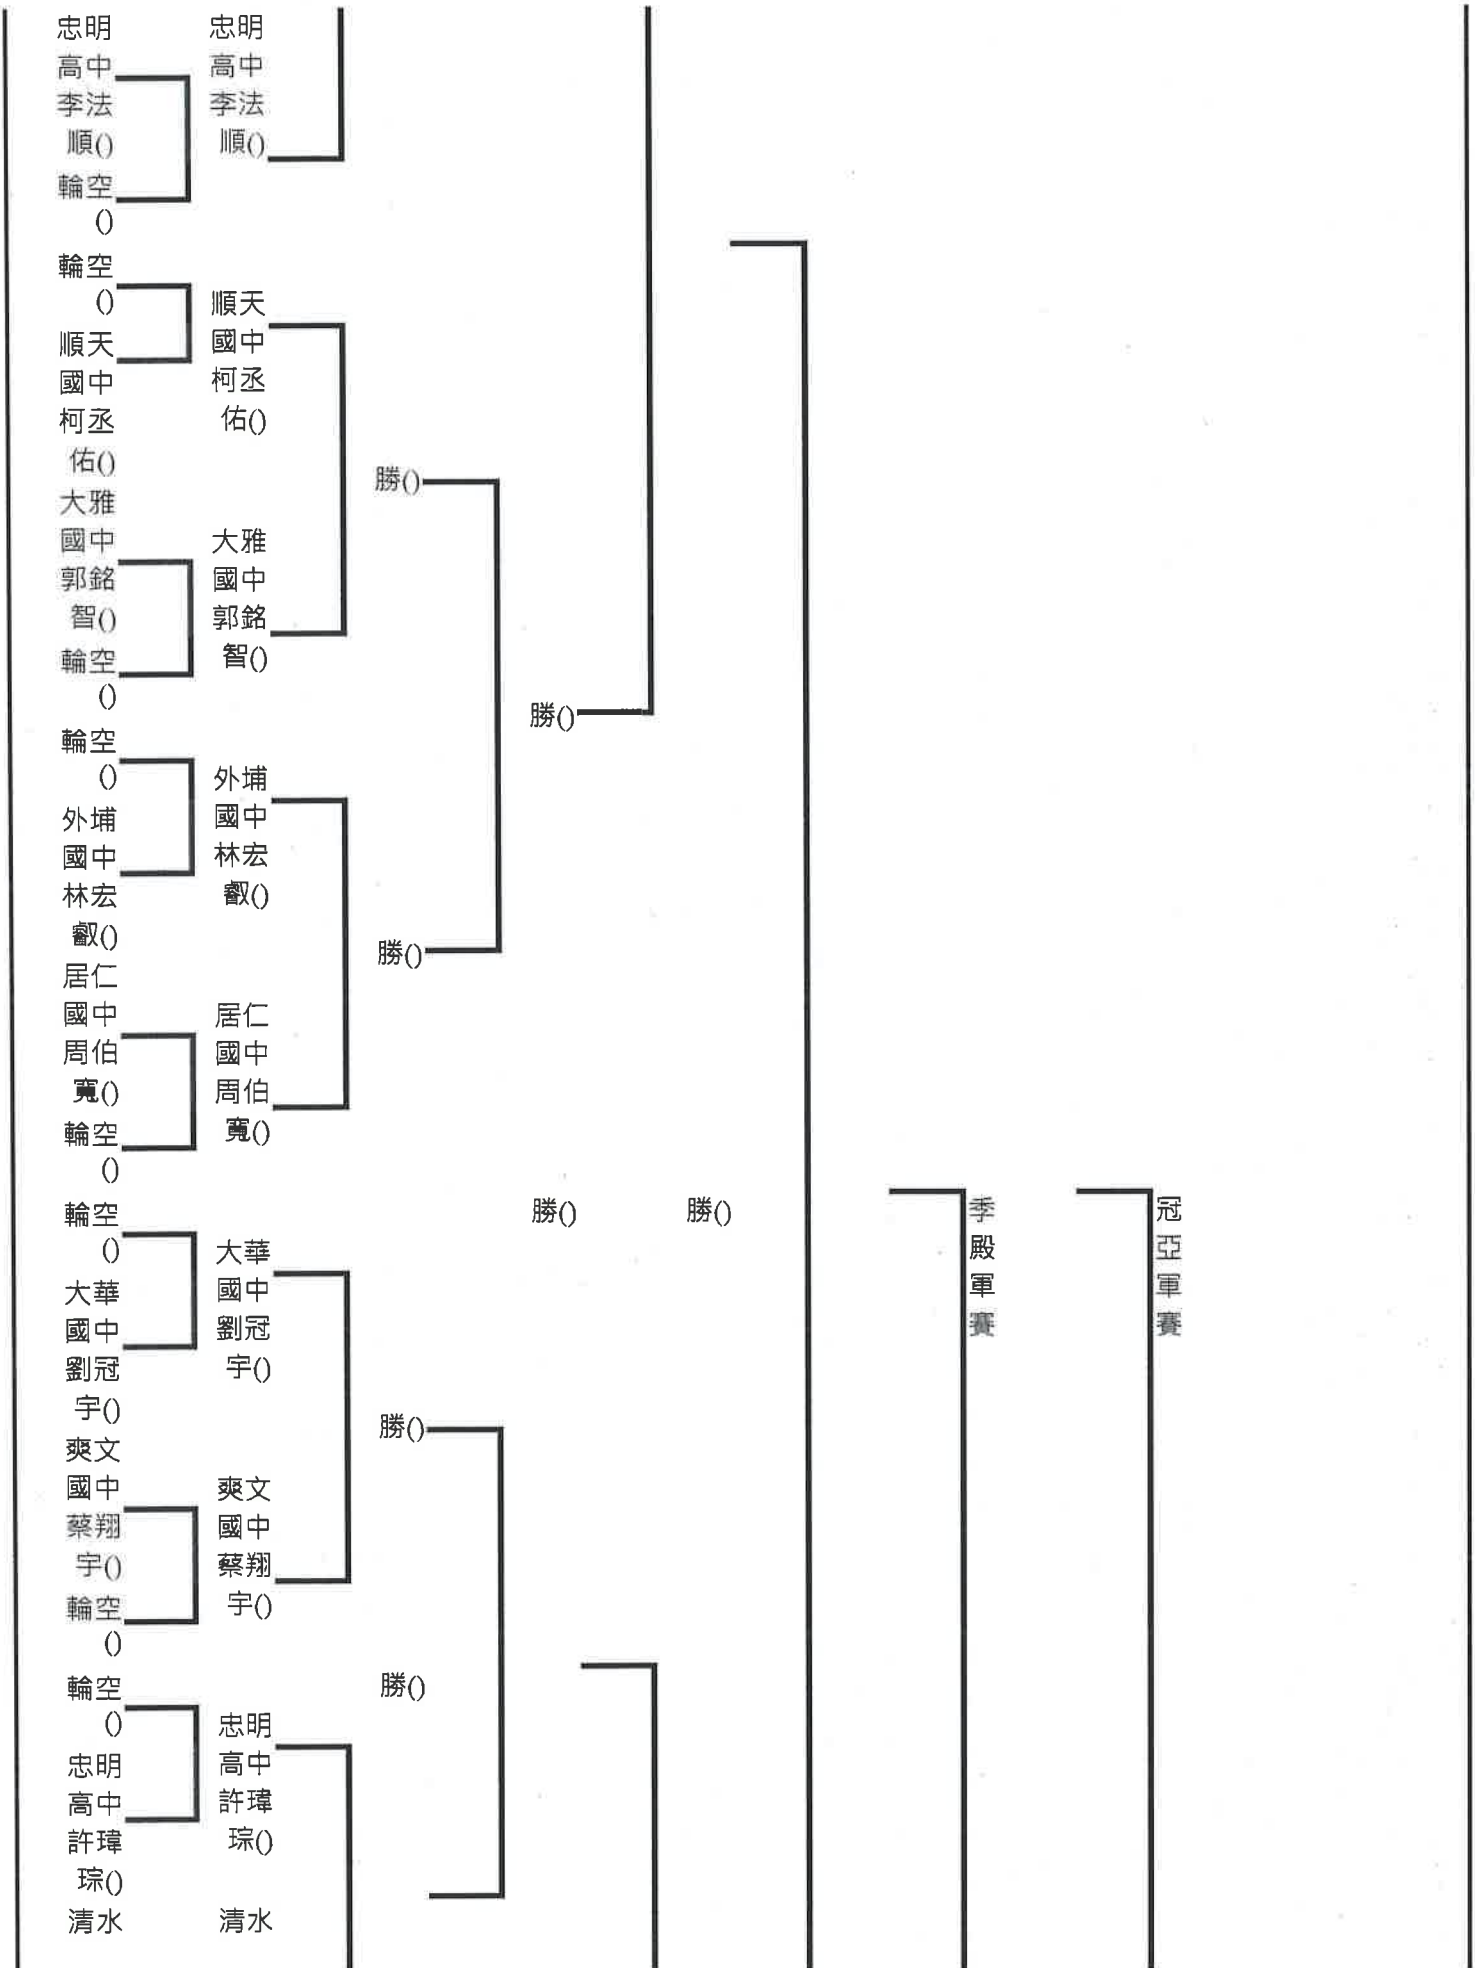 忠明
高中
李法
順()
輪空
()
輪空
()
順天
國中
柯丞
佑()
大雅
國中
郭銘
智()
輪空
()
輪空
()
外埔
國中
林宏
叡()
居仁
國中
周伯
寬()
輪空
()
輪空
()
大華
國中
劉冠
宇()
爽文
國中
蔡翔
宇()
輪空
()
輪空
()
忠明
高中
許瑋
琮()
清水
忠明
高中
李法
順()
順天
國中
柯丞
佑()
大雅
國中
郭銘
智()
外埔
國中
林宏
叡()
居仁
國中
周伯
寬()
大華
國中
劉冠
宇()
爽文
國中
蔡翔
宇()
忠明
高中
許瑋
琮()
清水
勝()
勝()
勝()
勝()
勝()
勝()
勝()
季
殿
軍
賽
冠
亞
軍
賽